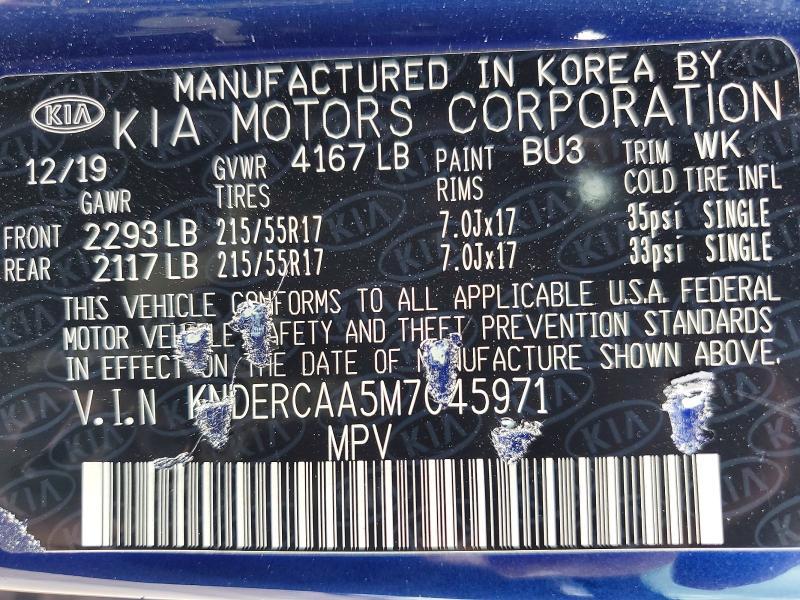 MANUFACTURED IN KOREA BY
KIA KIA MOTORS CORPORATION
12/19 GVWR 4167 LB PAINT BU3 TRIM WK
GAWR TIRES RIMS COLD TIRE INFL
FRONT 2293 LB 215/55R17 7.0Jx17 35psi SINGLE
REAR 2117 LB 215/55R17 7.0Jx17 33psi SINGLE
THIS VEHICLE CONFORMS TO ALL APPLICABLE U.S.A. FEDERAL
MOTOR VEHICLE SAFETY AND THEFT PREVENTION STANDARDS
IN EFFECT ON THE DATE OF MANUFACTURE SHOWN ABOVE.
V.I.N KNDERCAA5M7045971
MPV